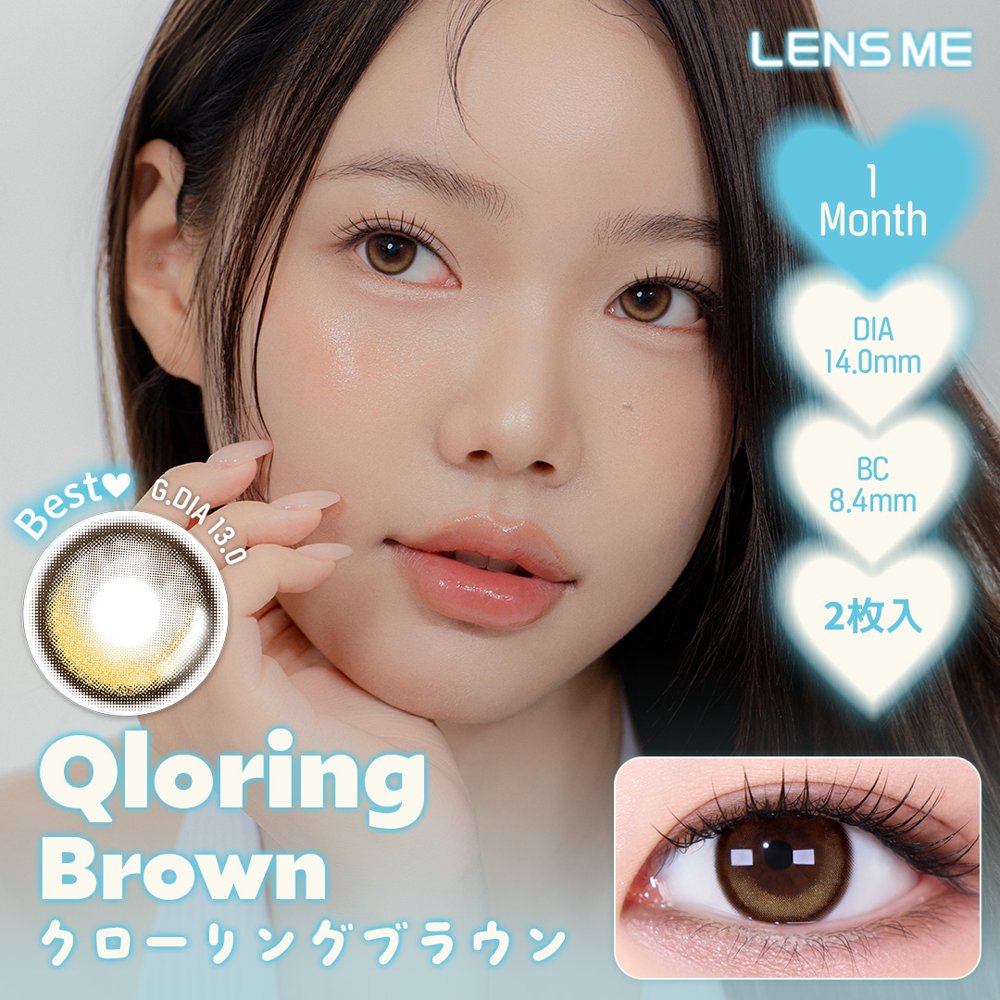 LENS ME
1
Month
DIA
14.0mm
BC
8.4mm
2枚入
Best♥
G.DIA 13.0
Qloring
Brown
クローリングブラウン